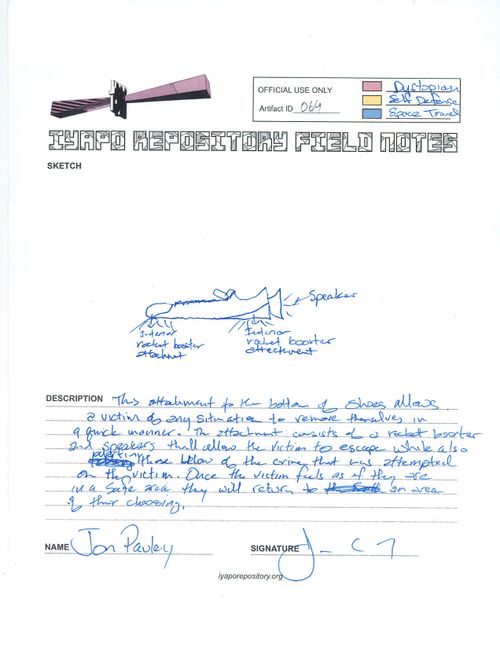 OFFICIAL USE ONLY
Artifact ID 064
Dystopian
Self Defense
Space Travel
IYAPO REPOSITORY FIELD NOTES
SKETCH
Speaker
Interior
rocket booster
attachment
Interior
rocket booster
attachment
DESCRIPTION This attachment to the bottom of shoes allows
a victim of any situation to remove themselves in
a quick manner. The attachment consists of a rocket booster
and speakers thall allow the victim to escape while also
alerting those below of the crime that was attempted
on the victim. Once the victim feels as if they are
in a safe area they will return to an area
of their choosing.
NAME Jon Pauley
SIGNATURE
iyaporepository.org